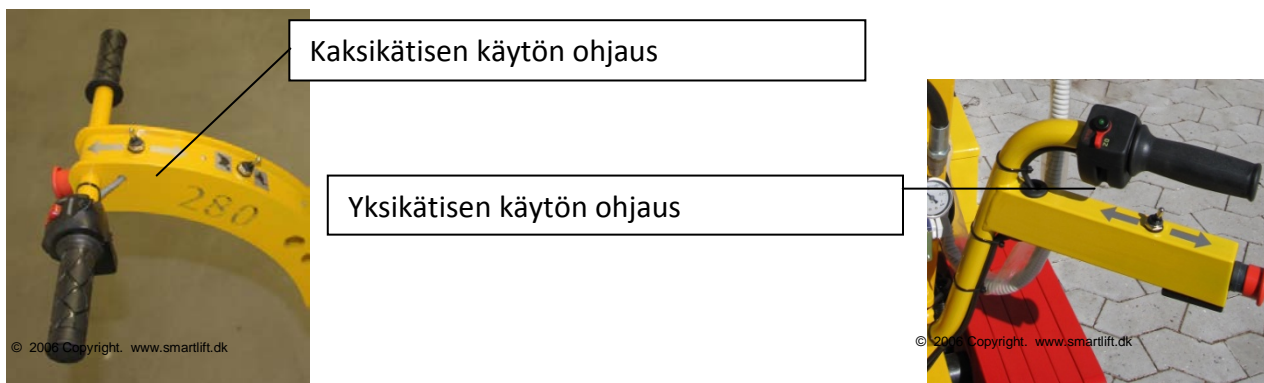 Kaksikätisen käytön ohjaus
Yksikätisen käytön ohjaus
280
© 2006 Copyright. www.smartlift.dk
© 2006 Copyright. www.smartlift.dk